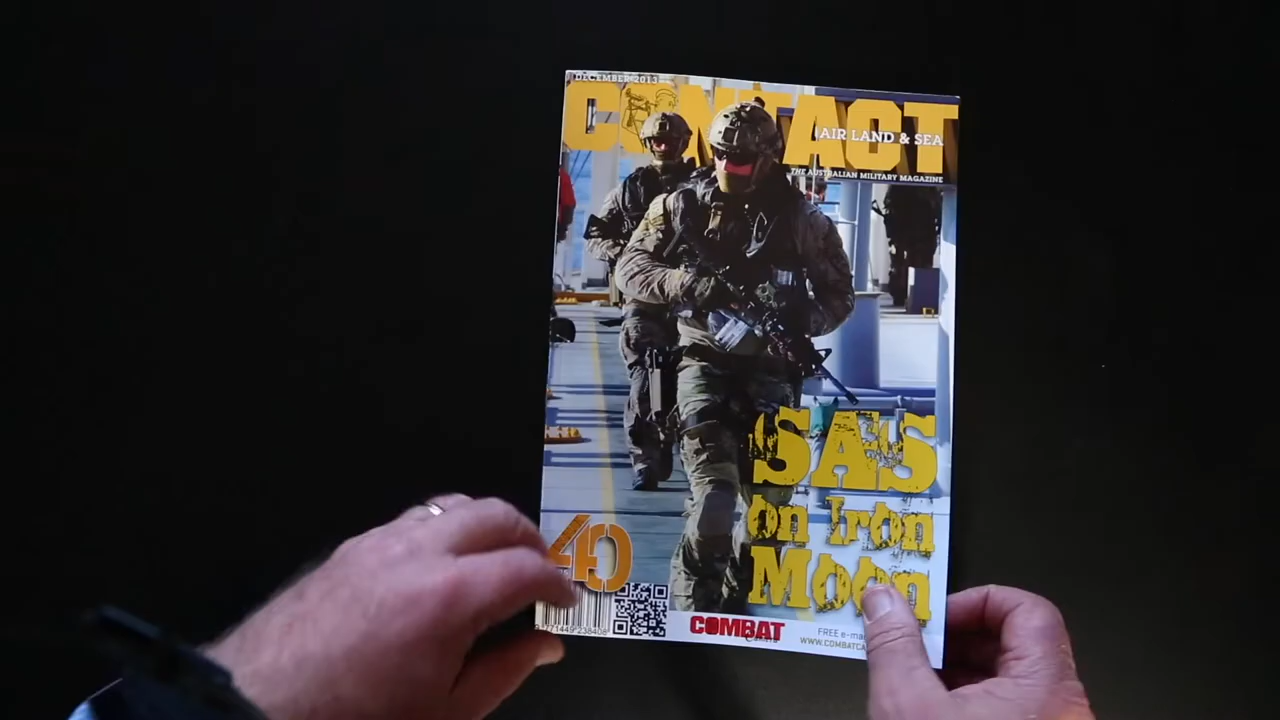 DECEMBER 2013
CONTACT
AIR LAND & SEA
THE AUSTRALIAN MILITARY MAGAZINE
SAS
on Iron
Moon
40
COMBAT
Camera
FREE
WWW.COMBATCA